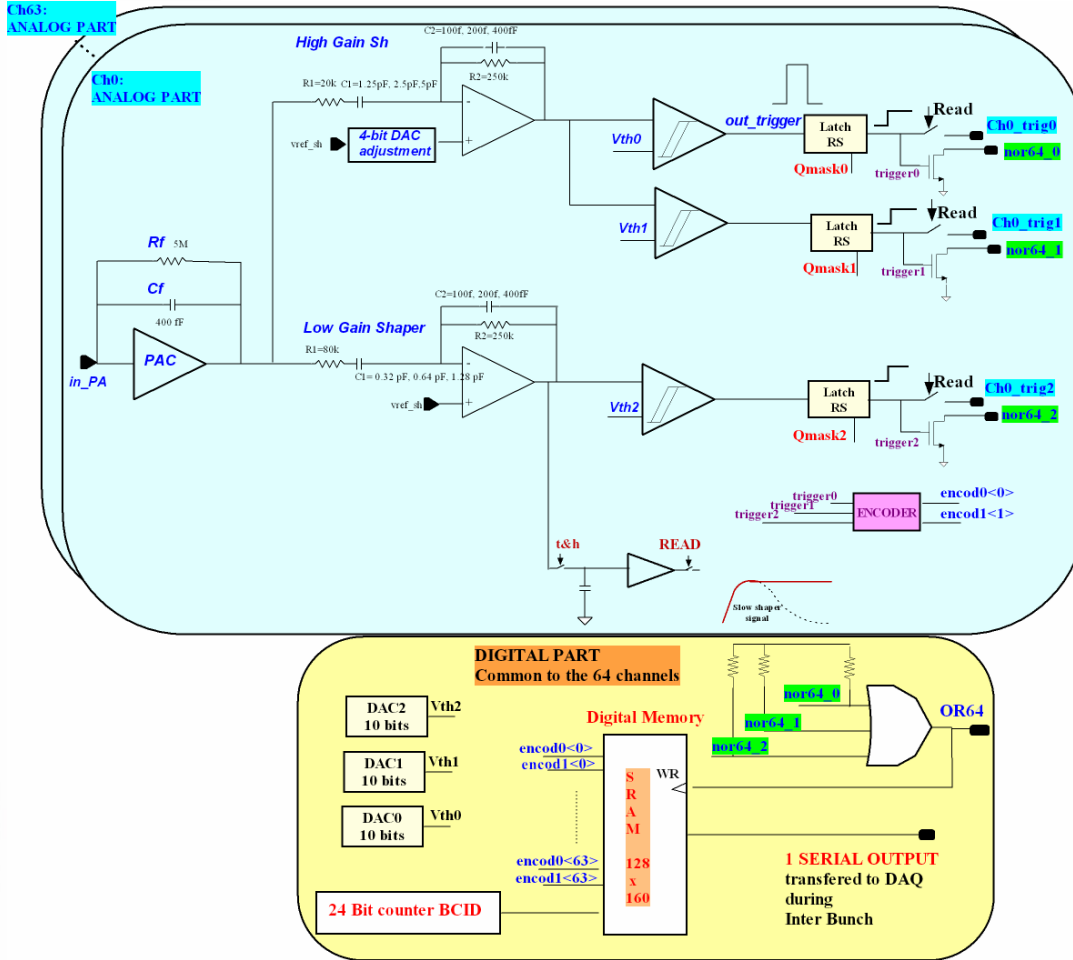 Ch63:
ANALOG PART
Ch0:
ANALOG PART
High Gain Sh
C2=100f, 200f, 400fF
R2=250k
R1=20k
C1=1.25pF, 2.5pF,5pF
-
+
vref_sh
4-bit DAC
adjustment
Vth0
out_trigger
Latch
RS
Qmask0
Read
Ch0_trig0
nor64_0
trigger0
Vth1
Latch
RS
Qmask1
Read
Ch0_trig1
nor64_1
trigger1
Rf 5M
Cf
400 fF
PAC
in_PA
Low Gain Shaper
C2=100f, 200f, 400fF
R2=250k
R1=80k
C1= 0.32 pF, 0.64 pF, 1.28 pF
-
+
vref_sh
Vth2
Latch
RS
Qmask2
Read
Ch0_trig2
nor64_2
trigger2
trigger0
trigger1
trigger2
ENCODER
encod0<0>
encod1<1>
t&h
READ
Slow shaper'
signal
DIGITAL PART
Common to the 64 channels
DAC2
10 bits
Vth2
DAC1
10 bits
Vth1
DAC0
10 bits
Vth0
Digital Memory
encod0<0>
encod1<0>
encod0<63>
encod1<63>
24 Bit counter BCID
S
R
A
M
128
x
160
WR
nor64_0
nor64_1
nor64_2
OR64
1 SERIAL OUTPUT
transfered to DAQ
during
Inter Bunch